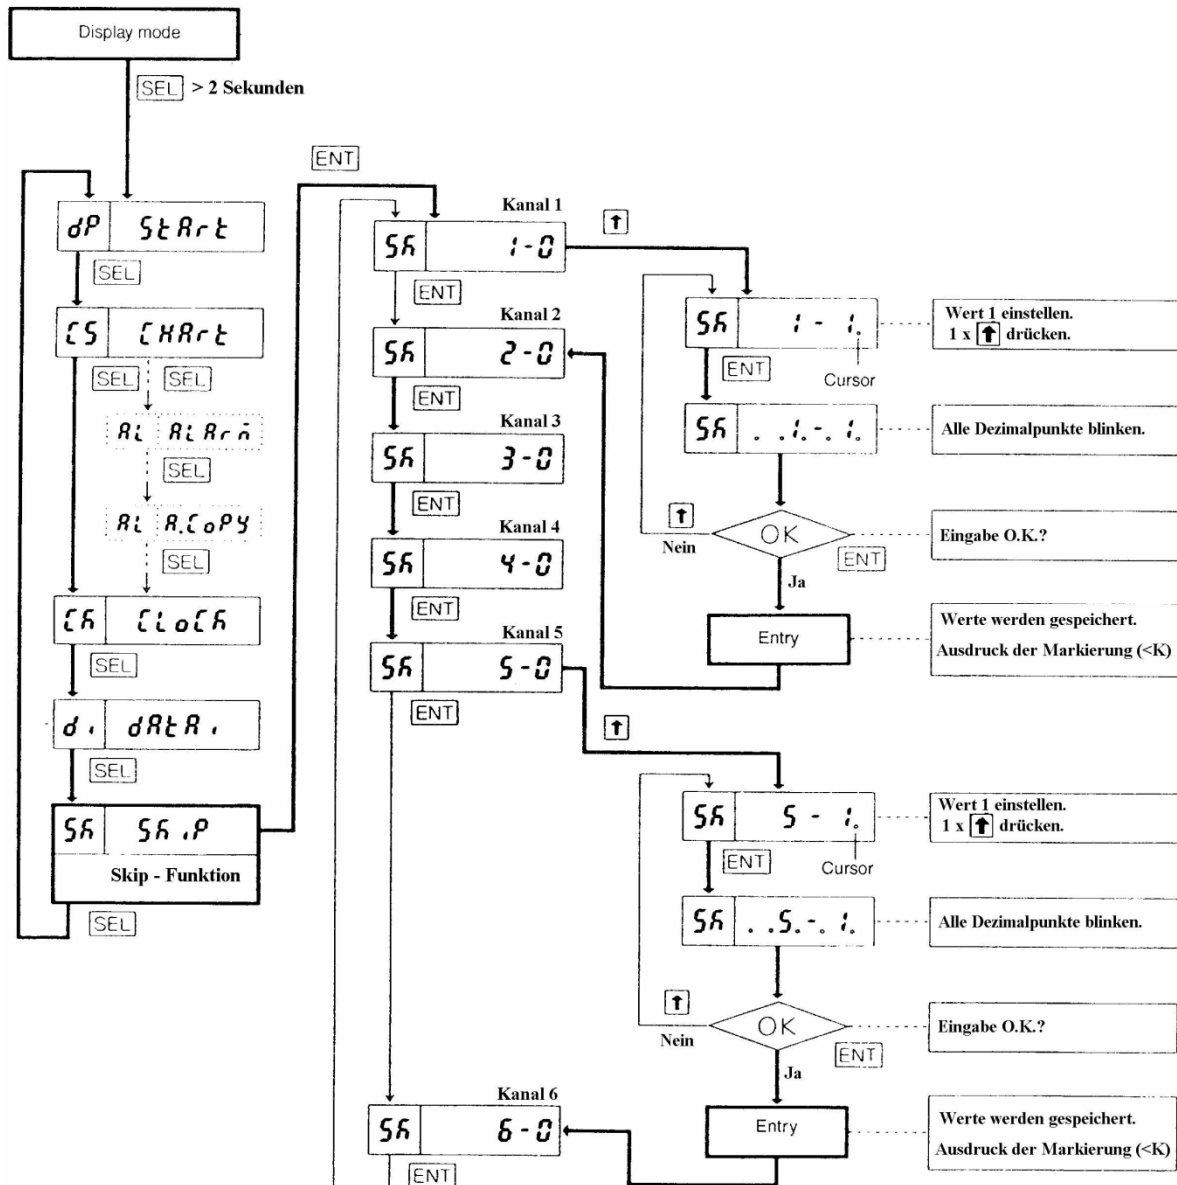 Display mode
SEL > 2 Sekunden
dP StArt
SEL
CS CHArt
SEL SEL
AL ALArm
SEL
AL A.CoPY
SEL
CK CLoCK
SEL
di dAtAi
SEL
SK SKiP
Skip - Funktion
SEL
ENT
Kanal 1
SK 1-0
ENT
Kanal 2
SK 2-0
ENT
Kanal 3
SK 3-0
ENT
Kanal 4
SK 4-0
ENT
Kanal 5
SK 5-0
ENT
Kanal 6
SK 6-0
ENT
↑
SK 1 - 1.
ENT
Cursor
SK . .1.-.1.
↑
Nein
OK
ENT
Ja
Entry
Wert 1 einstellen.
1 x ↑ drücken.
Alle Dezimalpunkte blinken.
Eingabe O.K.?
Werte werden gespeichert.
Ausdruck der Markierung (<K)
↑
SK 5 - 1.
ENT
Cursor
SK . .5.-.1.
↑
Nein
OK
ENT
Ja
Entry
Wert 1 einstellen.
1 x ↑ drücken.
Alle Dezimalpunkte blinken.
Eingabe O.K.?
Werte werden gespeichert.
Ausdruck der Markierung (<K)